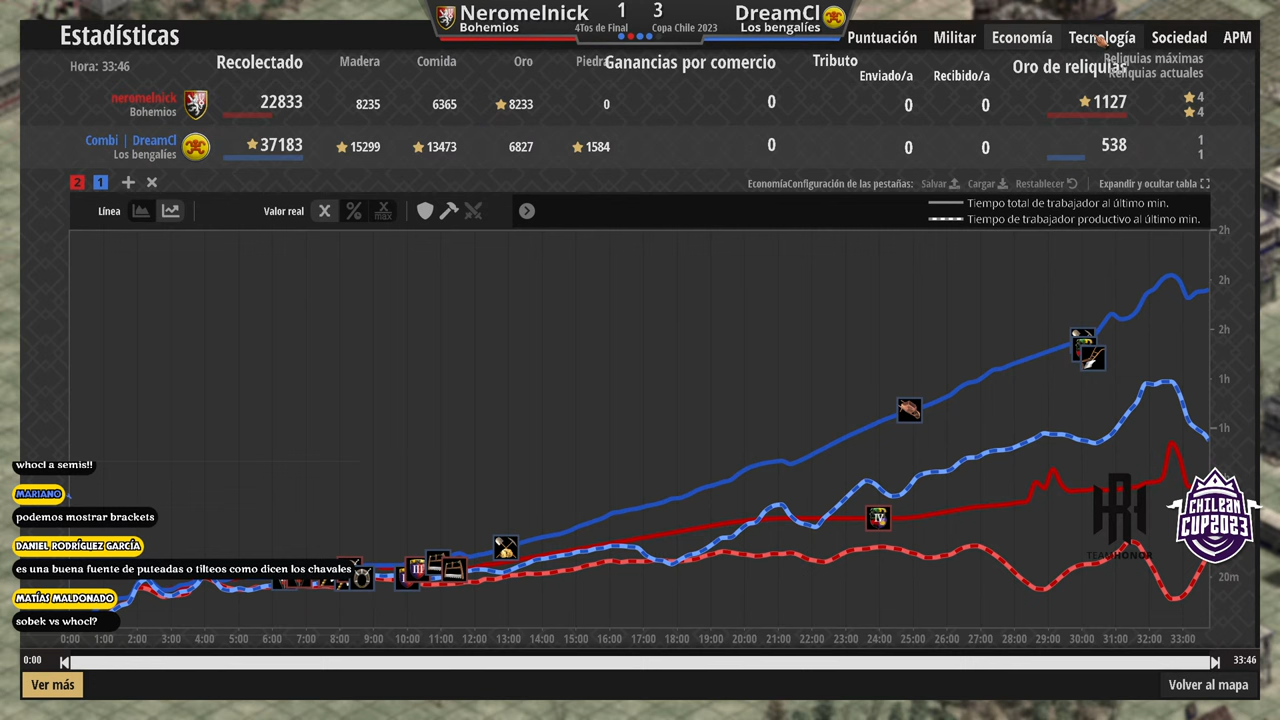 Neromelnick 1 3 DreamCl
Bohemios 4Tos de Final Copa Chile 2023 Los bengalíes
Estadísticas
Puntuación Militar Economía Tecnología Sociedad APM
Hora: 33:46
Recolectado Madera Comida Oro Piedra Ganancias por comercio Tributo Enviado/a Recibido/a Oro de reliquias Reliquias máximas
Reliquias actuales
neromelnick
Bohemios
22833 8235 6365 8233 0 0 0 0 1127 4
4
Combi | DreamCl
Los bengalíes
37183 15299 13473 6827 1584 0 0 0 538 1
1
2 1
EconomíaConfiguración de las pestañas: Salvar Cargar Restablecer Expandir y ocultar tabla
Línea Valor real X % X max
Tiempo total de trabajador al último min.
Tiempo de trabajador productivo al último min.
2h
2h
2h
1h
1h
20m
IV
III
whocl a semis!!
MARIANO
podemos mostrar brackets
DANIEL RODRÍGUEZ GARCÍA
es una buena fuente de puteadas o tilteos como dicen los chavales
MATÍAS MALDONADO
sobek vs whocl?
TEAMHONOR
CHILEAN
CUP2023
0:00 1:00 2:00 3:00 4:00 5:00 6:00 7:00 8:00 9:00 10:00 11:00 12:00 13:00 14:00 15:00 16:00 17:00 18:00 19:00 20:00 21:00 22:00 23:00 24:00 25:00 26:00 27:00 28:00 29:00 30:00 31:00 32:00 33:00
0:00 33:46
Ver más Volver al mapa